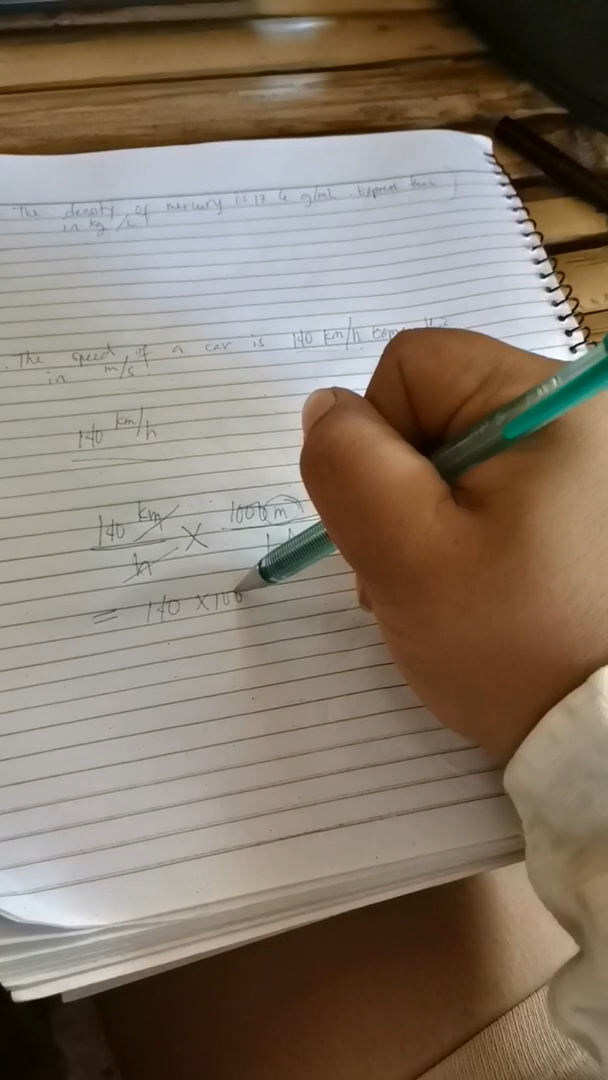 The density of mercury is 13.6 g/mL. Express this
in kg/L
The speed of a car is 140 km/h. Express this
in m/s.
140 km/h
140 km / h × 1000 m / 1
= 140 ×100